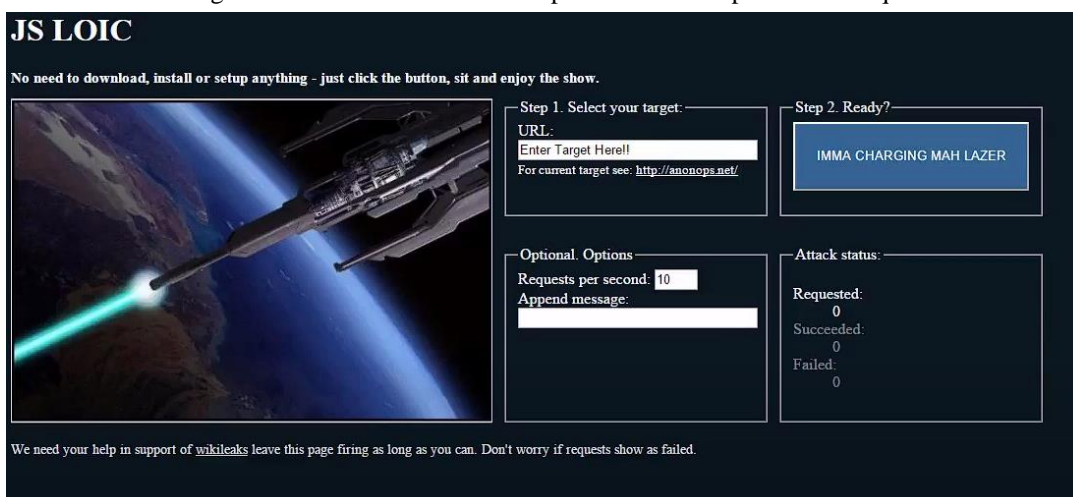 JS LOIC
No need to download, install or setup anything - just click the button, sit and enjoy the show.
Step 1. Select your target:
URL:
Enter Target Here!!
For current target see: http://anonops.net/
Step 2. Ready?
IMMA CHARGING MAH LAZER
Optional. Options
Requests per second: 10
Append message:
Attack status:
Requested:
0
Succeeded:
0
Failed:
0
We need your help in support of wikileaks leave this page firing as long as you can. Don't worry if requests show as failed.